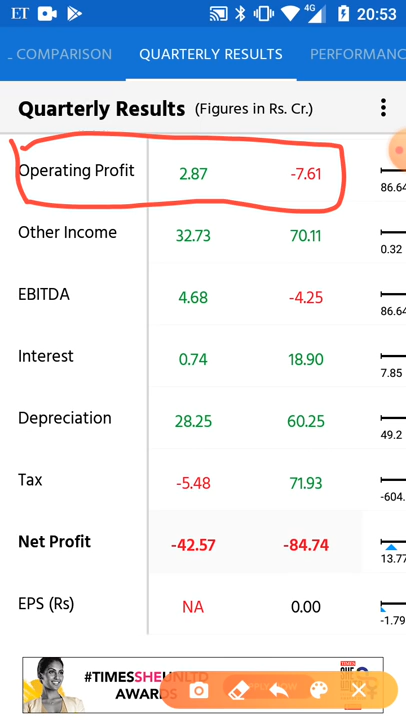 ET 4G 20:53
COMPARISON QUARTERLY RESULTS PERFORMANC
Quarterly Results (Figures in Rs. Cr.)
Operating Profit 2.87 -7.61
86.64
Other Income 32.73 70.11
0.32
EBITDA 4.68 -4.25
86.64
Interest 0.74 18.90
7.85
Depreciation 28.25 60.25
49.2
Tax -5.48 71.93
-604.
Net Profit -42.57 -84.74
13.77
EPS (Rs) NA 0.00
-1.79
#TIMESSHEUNLTD
AWARDS